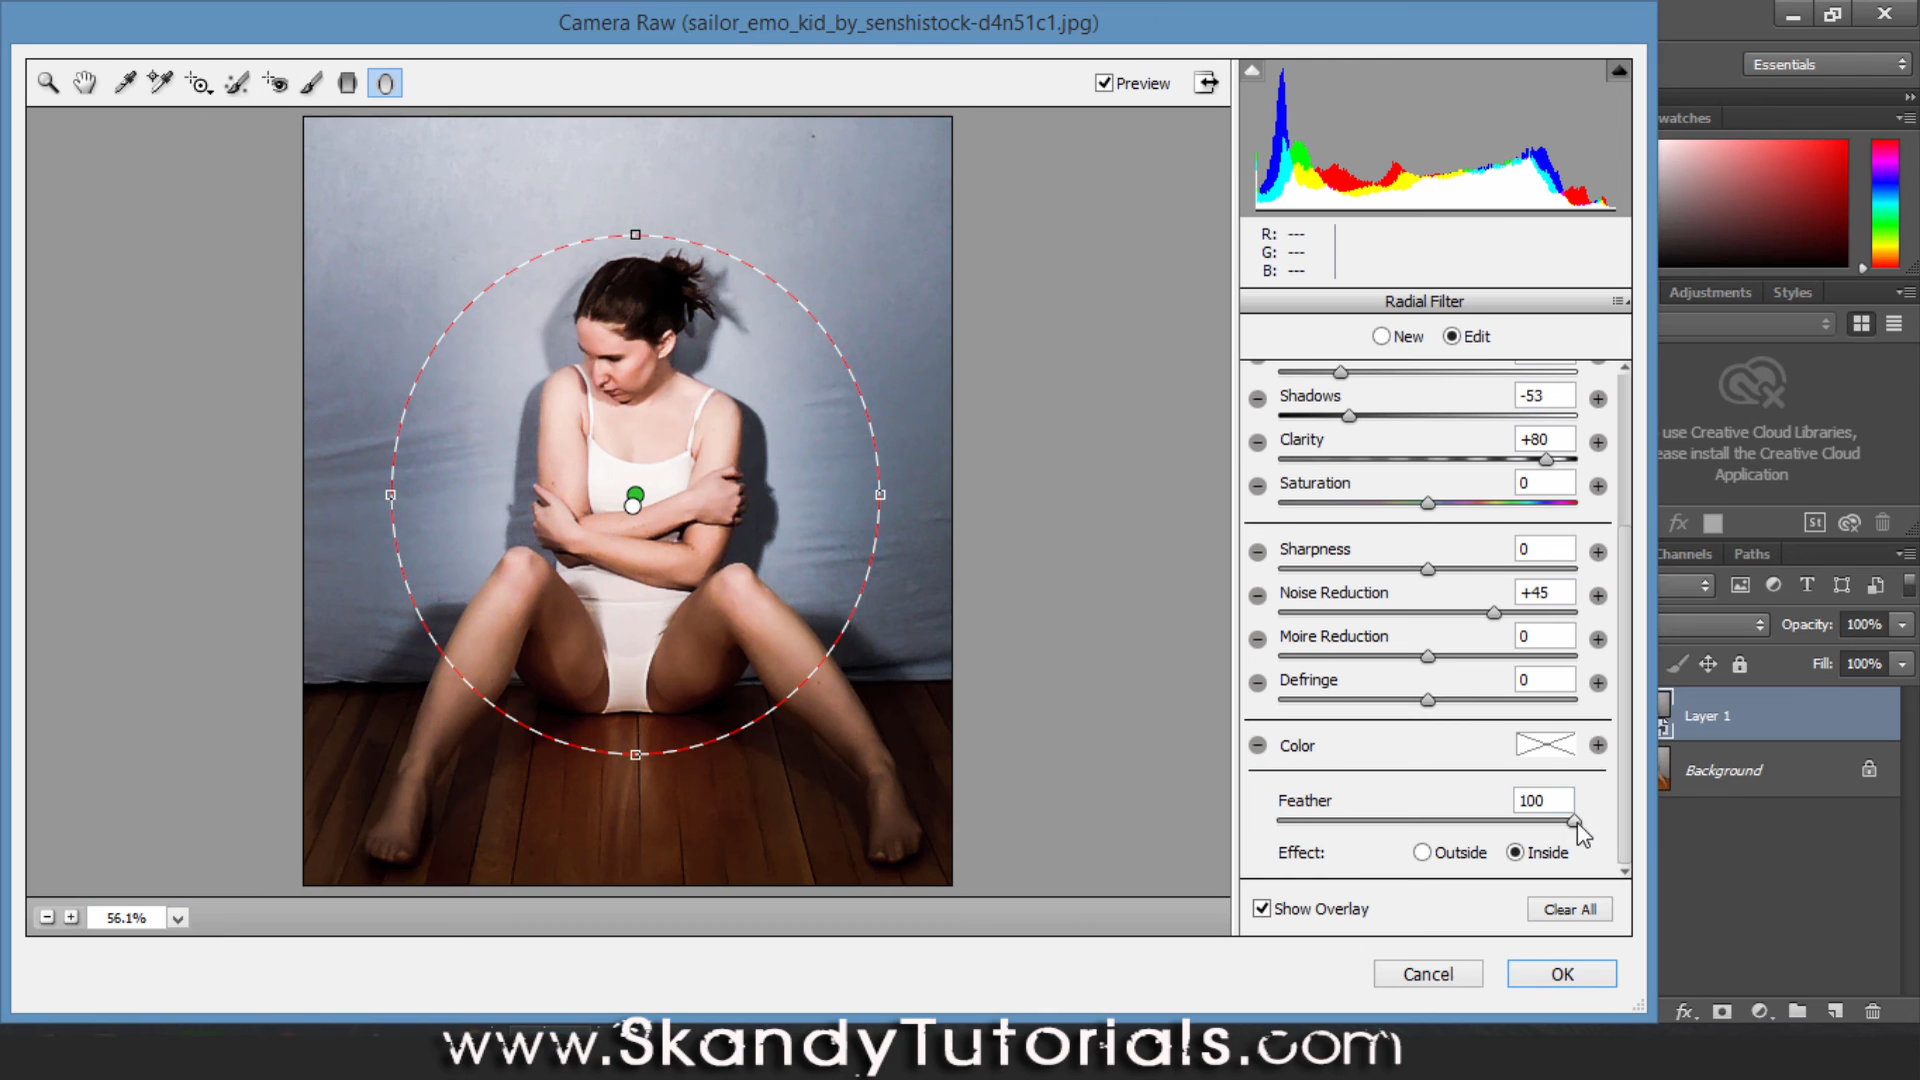 Camera Raw (sailor_emo_kid_by_senshistock-d4n51c1.jpg)
Essentials
Preview
watches
R: ---
G: ---
B: ---
Adjustments Styles
Radial Filter
New Edit
Shadows -53
Clarity +80
use Creative Cloud Libraries,
ease install the Creative Cloud
Application
Saturation 0
fx St
Sharpness 0
Channels Paths
Noise Reduction +45
T
Moire Reduction 0
Opacity: 100%
Fill: 100%
Defringe 0
Layer 1
Color
Background
Feather 100
Effect: Outside Inside
Show Overlay Clear All
56.1%
Cancel OK
fx
www.SkandyTutorials.com